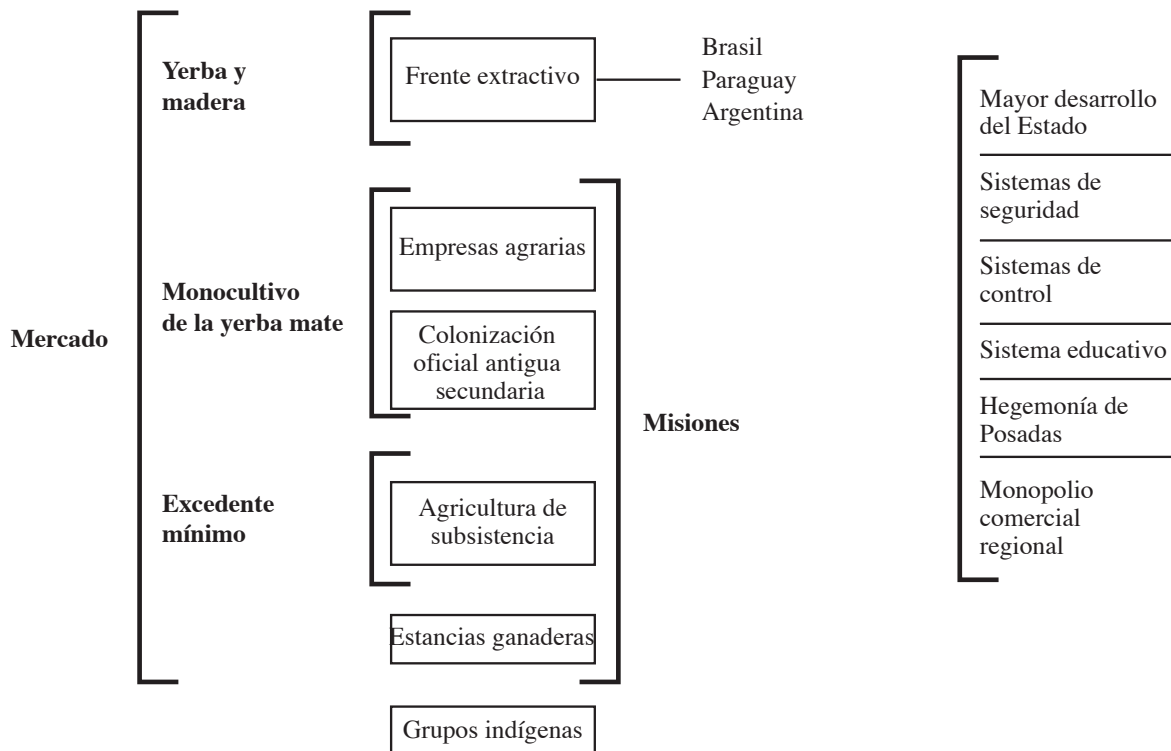 Mercado
Yerba y
madera
Frente extractivo
Brasil
Paraguay
Argentina
Monocultivo
de la yerba mate
Empresas agrarias
Colonización
oficial antigua
secundaria
Misiones
Excedente
mínimo
Agricultura de
subsistencia
Estancias ganaderas
Grupos indígenas
Mayor desarrollo
del Estado
Sistemas de
seguridad
Sistemas de
control
Sistema educativo
Hegemonía de
Posadas
Monopolio
comercial
regional